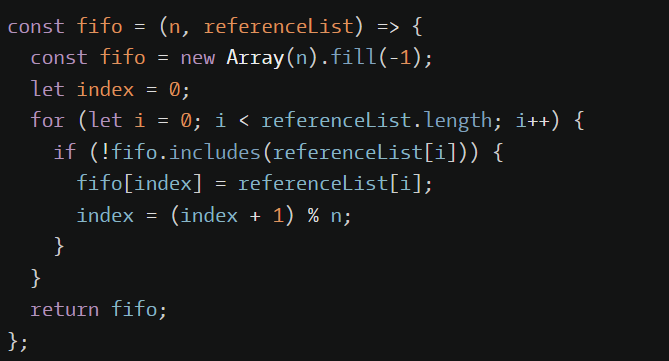 const fifo = (n, referenceList) => {
  const fifo = new Array(n).fill(-1);
  let index = 0;
  for (let i = 0; i < referenceList.length; i++) {
    if (!fifo.includes(referenceList[i])) {
      fifo[index] = referenceList[i];
      index = (index + 1) % n;
    }
  }
  return fifo;
};